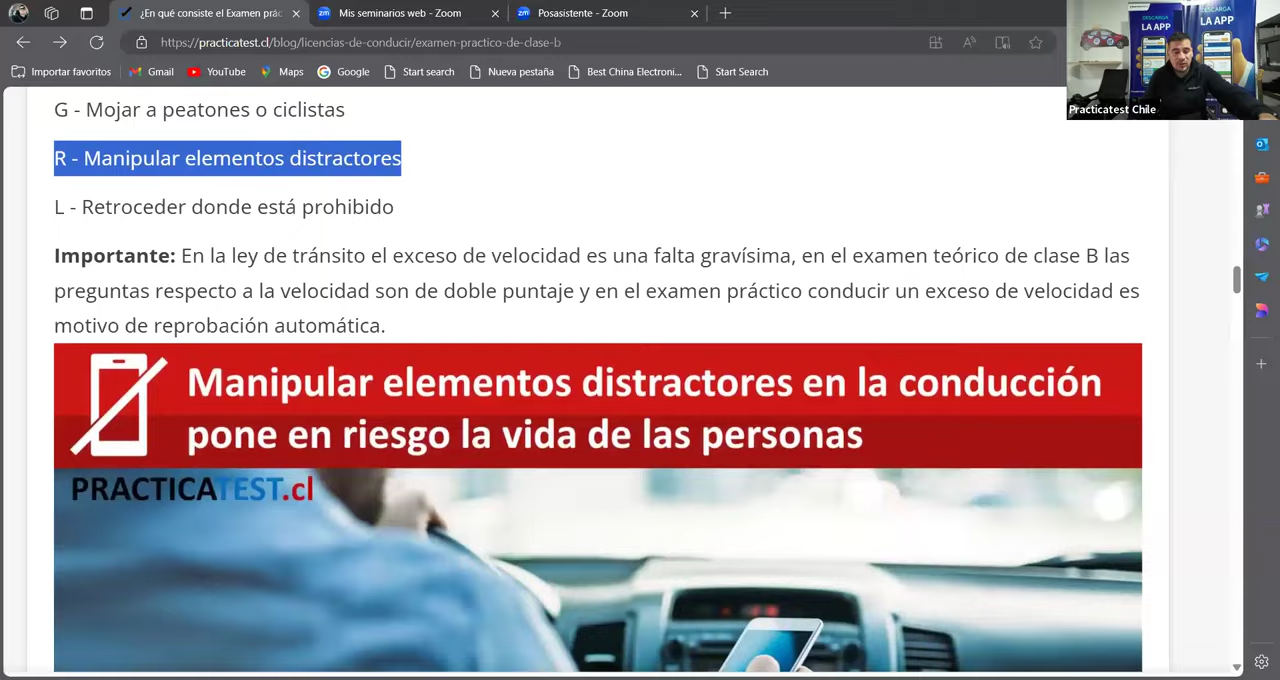 ¿En qué consiste el Examen prác
Mis seminarios web - Zoom
Posasistente - Zoom
https://practicatest.cl/blog/licencias-de-conducir/examen-practico-de-clase-b
Importar favoritos
Gmail
YouTube
Maps
Google
Start search
Nueva pestaña
Best China Electroni...
Start Search
DESCARGA
LA APP
DESCARGA
LA APP
Practicatest Chile
G - Mojar a peatones o ciclistas
R - Manipular elementos distractores
L - Retroceder donde está prohibido
Importante: En la ley de tránsito el exceso de velocidad es una falta gravísima, en el examen teórico de clase B las
preguntas respecto a la velocidad son de doble puntaje y en el examen práctico conducir un exceso de velocidad es
motivo de reprobación automática.
Manipular elementos distractores en la conducción
pone en riesgo la vida de las personas
PRACTICATEST.cl